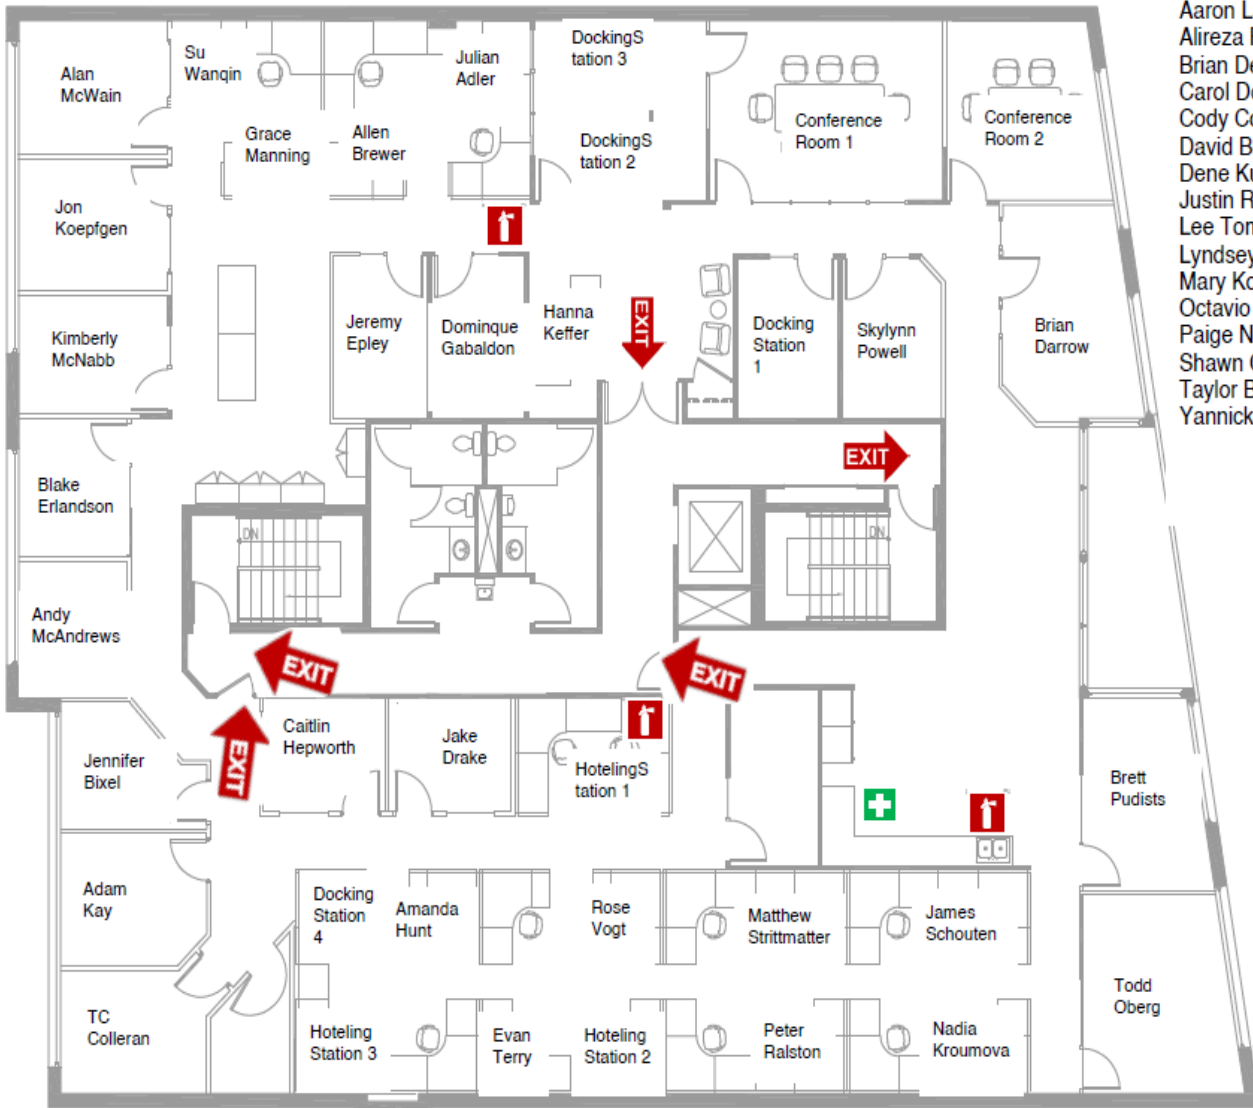 Alan
McWain
Su
Wanqin
Grace
Manning
Allen
Brewer
Julian
Adler
DockingS
tation 3
DockingS
tation 2
Conference
Room 1
Conference
Room 2
Jon
Koepfgen
Kimberly
McNabb
Jeremy
Epley
Dominque
Gabaldon
Hanna
Keffer
EXIT
Docking
Station
1
Skylynn
Powell
Brian
Darrow
Blake
Erlandson
EXIT
DN
DN
Andy
McAndrews
EXIT
EXIT
EXIT
Jennifer
Bixel
Caitlin
Hepworth
Jake
Drake
HotelingS
tation 1
Brett
Pudists
Adam
Kay
Docking
Station
4
Amanda
Hunt
Rose
Vogt
Matthew
Strittmatter
James
Schouten
TC
Colleran
Hoteling
Station 3
Evan
Terry
Hoteling
Station 2
Peter
Ralston
Nadia
Kroumova
Todd
Oberg
Aaron L
Alireza
Brian De
Carol D
Cody Co
David B
Dene Ku
Justin R
Lee Ton
Lyndsey
Mary Ko
Octavio
Paige N
Shawn
Taylor B
Yannick